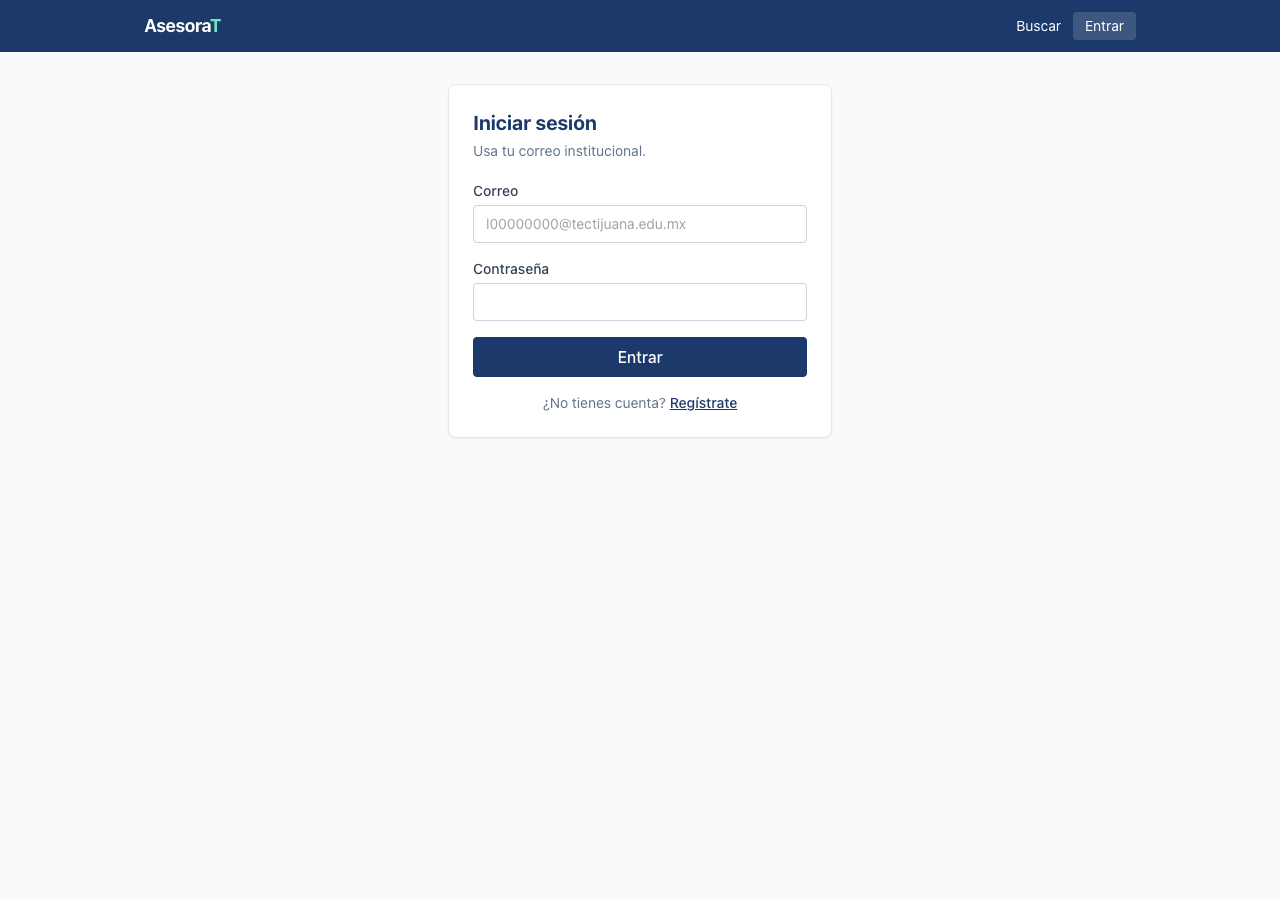 AsesoraT
Buscar
Entrar
Iniciar sesión
Usa tu correo institucional.
Correo
l00000000@tectijuana.edu.mx
Contraseña
Entrar
¿No tienes cuenta? Regístrate